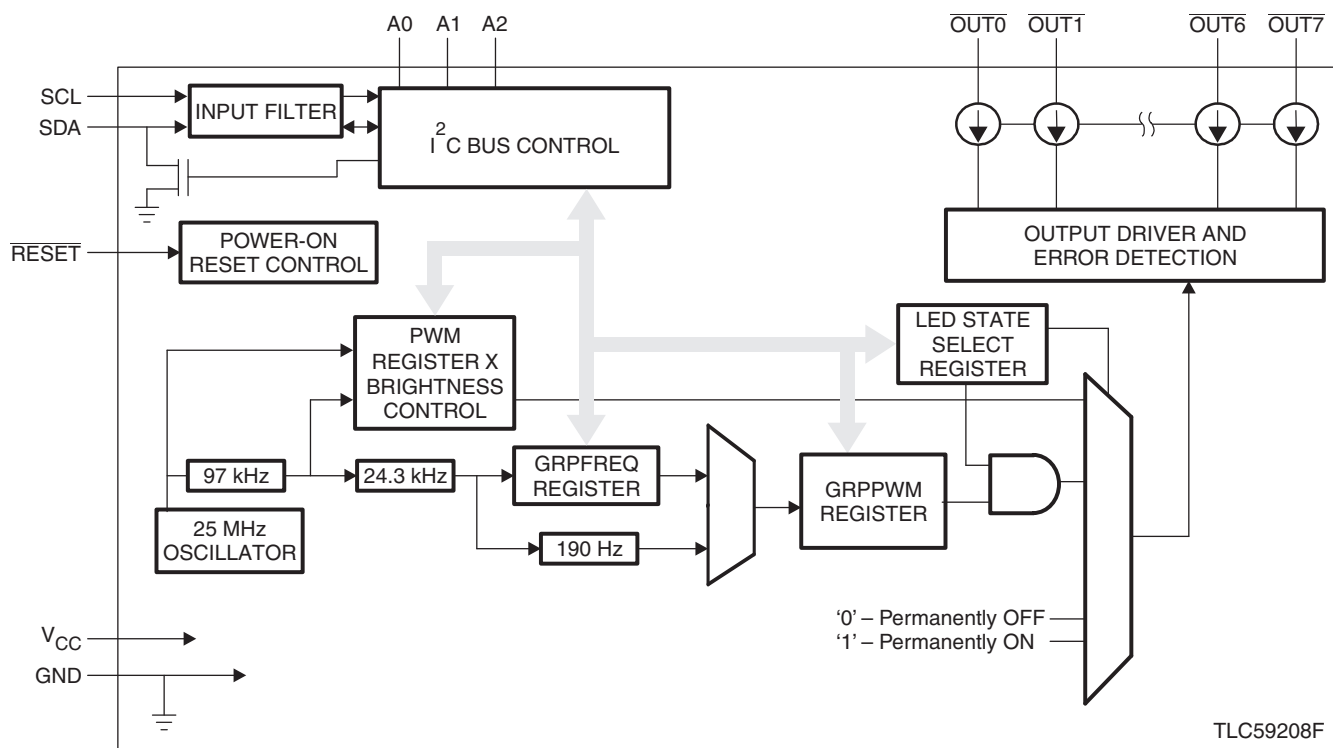 A0 A1 A2
OUT0 OUT1 OUT6 OUT7
SCL
SDA
INPUT FILTER
I2C BUS CONTROL
RESET
POWER-ON
RESET CONTROL
OUTPUT DRIVER AND
ERROR DETECTION
PWM
REGISTER X
BRIGHTNESS
CONTROL
LED STATE
SELECT
REGISTER
97 kHz
24.3 kHz
GRPFREQ
REGISTER
GRPPWM
REGISTER
25 MHz
OSCILLATOR
190 Hz
VCC
GND
‘0’ – Permanently OFF
‘1’ – Permanently ON
TLC59208F